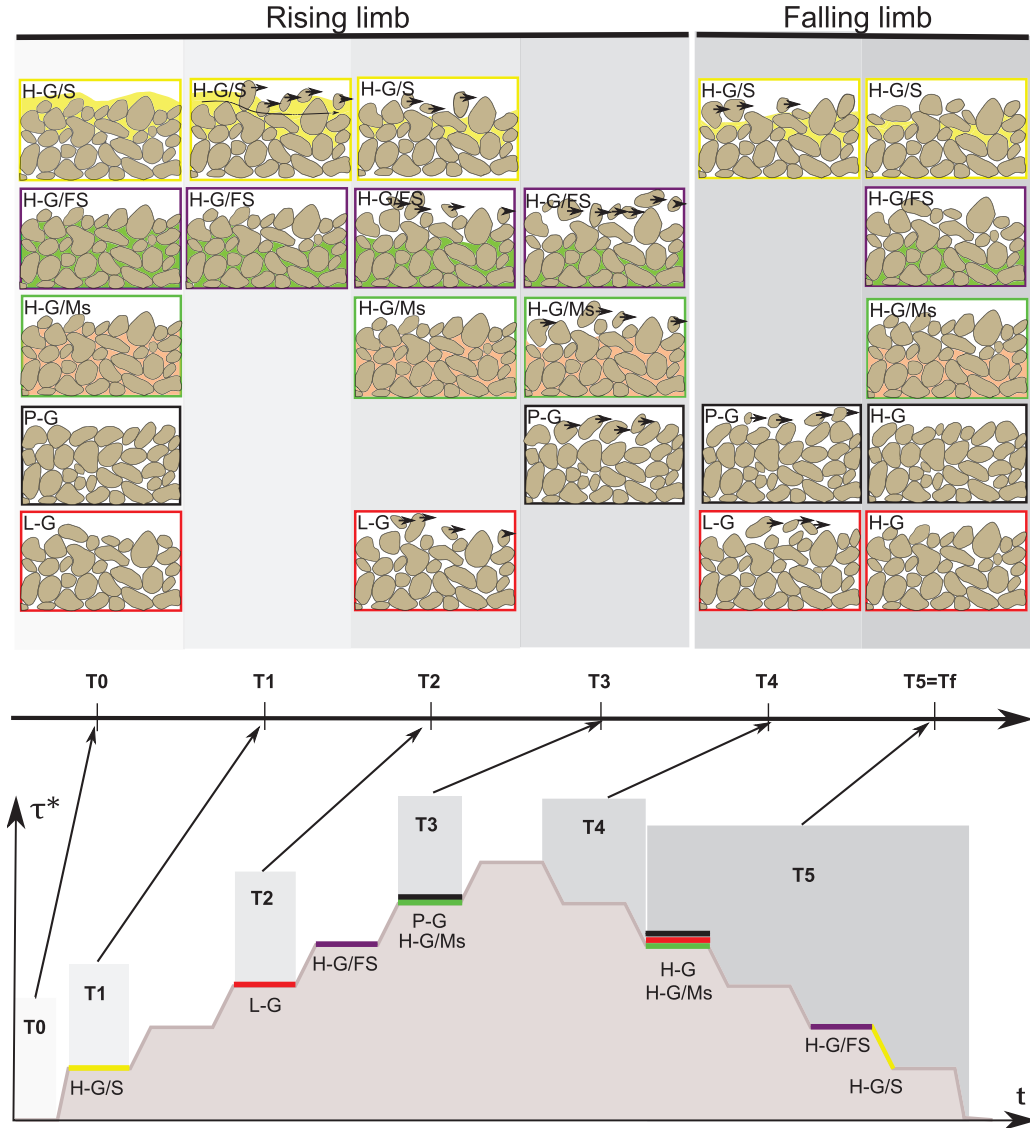 Rising limb
Falling limb
H-G/S
H-G/S
H-G/S
H-G/S
H-G/S
H-G/FS
H-G/FS
H-G/FS
H-G/FS
H-G/FS
H-G/Ms
H-G/Ms
H-G/Ms
H-G/Ms
P-G
P-G
P-G
H-G
L-G
L-G
L-G
H-G
T0
T1
T2
T3
T4
T5=Tf
τ*
T3
T4
T2
T5
P-G
H-G/Ms
H-G/FS
H-G
H-G/Ms
T1
L-G
T0
H-G/FS
H-G/S
H-G/S
t